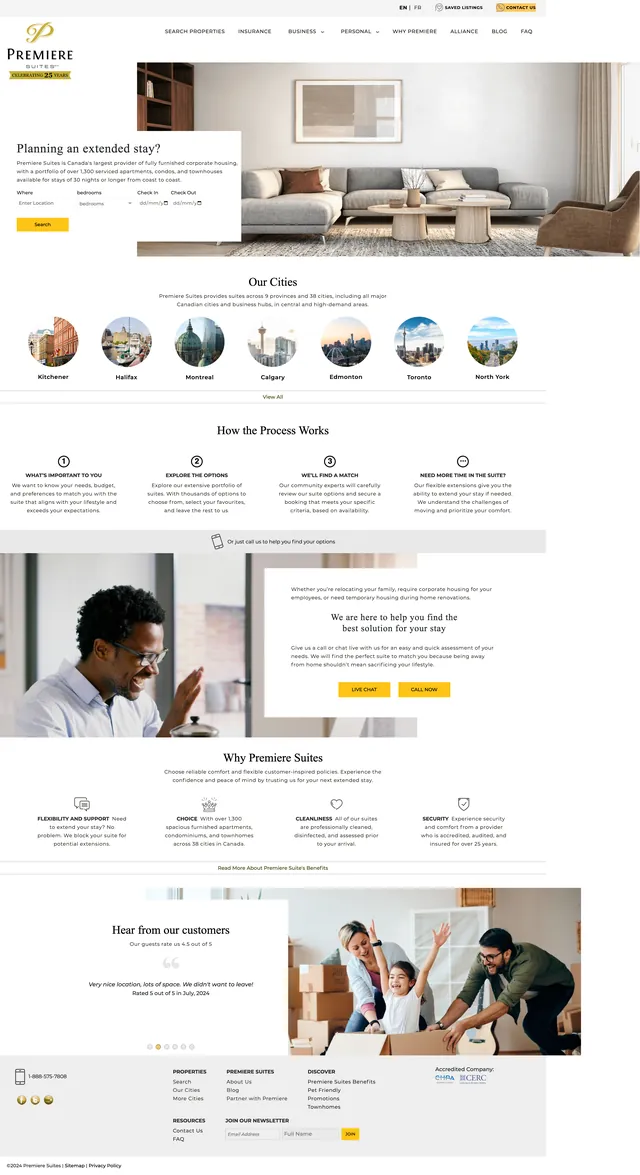 EN | FR SAVED LISTINGS CONTACT US
SEARCH PROPERTIES INSURANCE BUSINESS PERSONAL WHY PREMIERE ALLIANCE BLOG FAQ
P
PREMIERE
SUITES
CELEBRATING 25 YEARS
Planning an extended stay?
Premiere Suites is Canada's largest provider of fully furnished corporate housing,
with a portfolio of over 1,300 serviced apartments, condos, and townhouses
available for stays of 30 nights or longer from coast to coast.
Where bedrooms Check In Check Out
Enter Location bedrooms dd/mm/y dd/mm/y
Search
Our Cities
Premiere Suites provides suites across 9 provinces and 38 cities, including all major
Canadian cities and business hubs, in central and high-demand areas.
Kitchener Halifax Montreal Calgary Edmonton Toronto North York
View All
How the Process Works
1 2 3
WHAT'S IMPORTANT TO YOU
We want to know your needs, budget,
and preferences to match you with the
suite that aligns with your lifestyle and
exceeds your expectations.
EXPLORE THE OPTIONS
Explore our extensive portfolio of
suites. With thousands of options to
choose from, select your favourites,
and leave the rest to us
WE'LL FIND A MATCH
Our community experts will carefully
review our suite options and secure a
booking that meets your specific
criteria, based on availability.
NEED MORE TIME IN THE SUITE?
Our flexible extensions give you the
ability to extend your stay if needed.
We understand the challenges of
moving and prioritize your comfort.
Or just call us to help you find your options
Whether you're relocating your family, require corporate housing for your
employees, or need temporary housing during home renovations.
We are here to help you find the
best solution for your stay
Give us a call or chat live with us for an easy and quick assessment of your
needs. We will find the perfect suite to match you because being away
from home shouldn't mean sacrificing your lifestyle.
LIVE CHAT CALL NOW
Why Premiere Suites
Choose reliable comfort and flexible customer-inspired policies. Experience the
confidence and peace of mind by trusting us for your next extended stay.
FLEXIBILITY AND SUPPORT Need
to extend your stay? No
problem. We block your suite for
potential extensions.
CHOICE With over 1,300
spacious furnished apartments,
condominiums, and townhomes
across 38 cities in Canada.
CLEANLINESS All of our suites
are professionally cleaned,
disinfected, and assessed prior
to your arrival.
SECURITY Experience security
and comfort from a provider
who is accredited, audited, and
insured for over 25 years.
Read More About Premiere Suite's Benefits
Hear from our customers
Our guests rate us 4.5 out of 5
Very nice location, lots of space. We didn't want to leave!
Rated 5 out of 5 in July, 2024
1-888-575-7808
PROPERTIES
Search
Our Cities
More Cities
PREMIERE SUITES
About Us
Blog
Partner with Premiere
DISCOVER
Premiere Suites Benefits
Pet Friendly
Promotions
Townhomes
Accredited Company:
CHPA CERC
RESOURCES
Contact Us
FAQ
JOIN OUR NEWSLETTER
Email Address Full Name JOIN
©2024 Premiere Suites | Sitemap | Privacy Policy